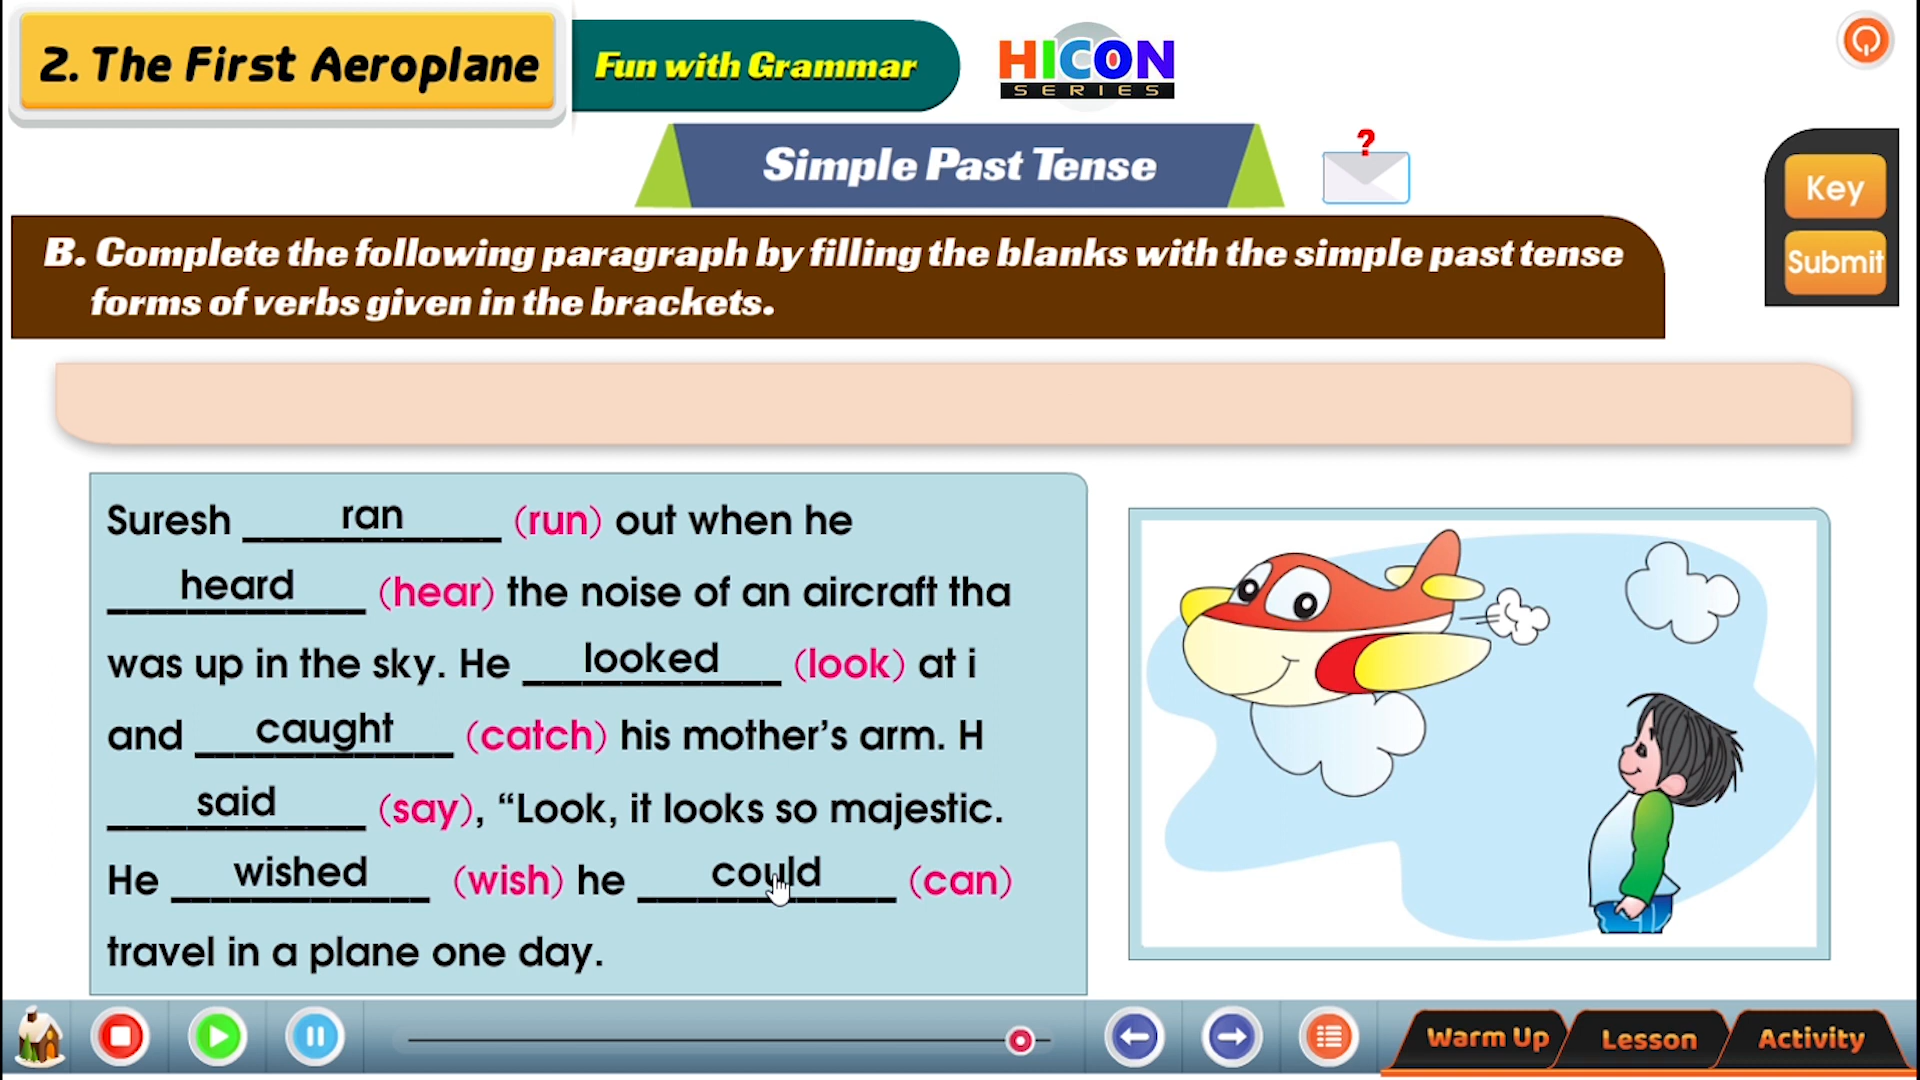 2. The First Aeroplane
Fun with Grammar
HICON
SERIES
Simple Past Tense
?
Key
Submit
B. Complete the following paragraph by filling the blanks with the simple past tense
forms of verbs given in the brackets.
Suresh ran (run) out when he
heard (hear) the noise of an aircraft tha
was up in the sky. He looked (look) at i
and caught (catch) his mother's arm. H
said (say), "Look, it looks so majestic.
He wished (wish) he could (can)
travel in a plane one day.
Warm Up
Lesson
Activity